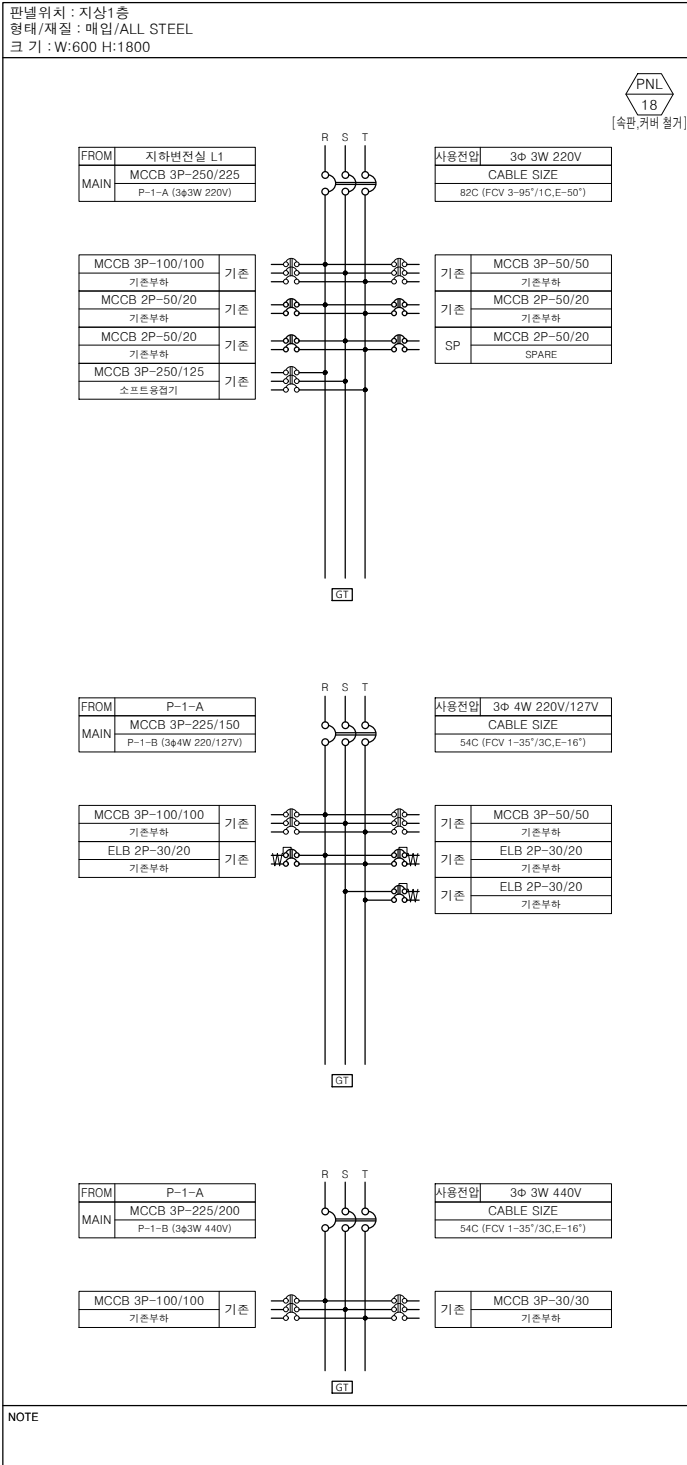 판넬위치 : 지상1층
형태/재질 : 매입/ALL STEEL
크 기 : W:600 H:1800
PNL
18
[속판,커버 철거]
R S T
FROM 지하변전실 L1
MAIN MCCB 3P-250/225
P-1-A (3φ3W 220V)
사용전압 3Φ 3W 220V
CABLE SIZE
82C (FCV 3-95°/1C,E-50°)
MCCB 3P-100/100 기존
기존부하
MCCB 2P-50/20 기존
기존부하
MCCB 2P-50/20 기존
기존부하
MCCB 3P-250/125 기존
소프트용접기
기존 MCCB 3P-50/50
기존부하
기존 MCCB 2P-50/20
기존부하
SP MCCB 2P-50/20
SPARE
GT
R S T
FROM P-1-A
MAIN MCCB 3P-225/150
P-1-B (3φ4W 220/127V)
사용전압 3Φ 4W 220V/127V
CABLE SIZE
54C (FCV 1-35°/3C,E-16°)
MCCB 3P-100/100 기존
기존부하
ELB 2P-30/20 기존
기존부하
기존 MCCB 3P-50/50
기존부하
기존 ELB 2P-30/20
기존부하
기존 ELB 2P-30/20
기존부하
GT
R S T
FROM P-1-A
MAIN MCCB 3P-225/200
P-1-B (3φ3W 440V)
사용전압 3Φ 3W 440V
CABLE SIZE
54C (FCV 1-35°/3C,E-16°)
MCCB 3P-100/100 기존
기존부하
기존 MCCB 3P-30/30
기존부하
GT
NOTE